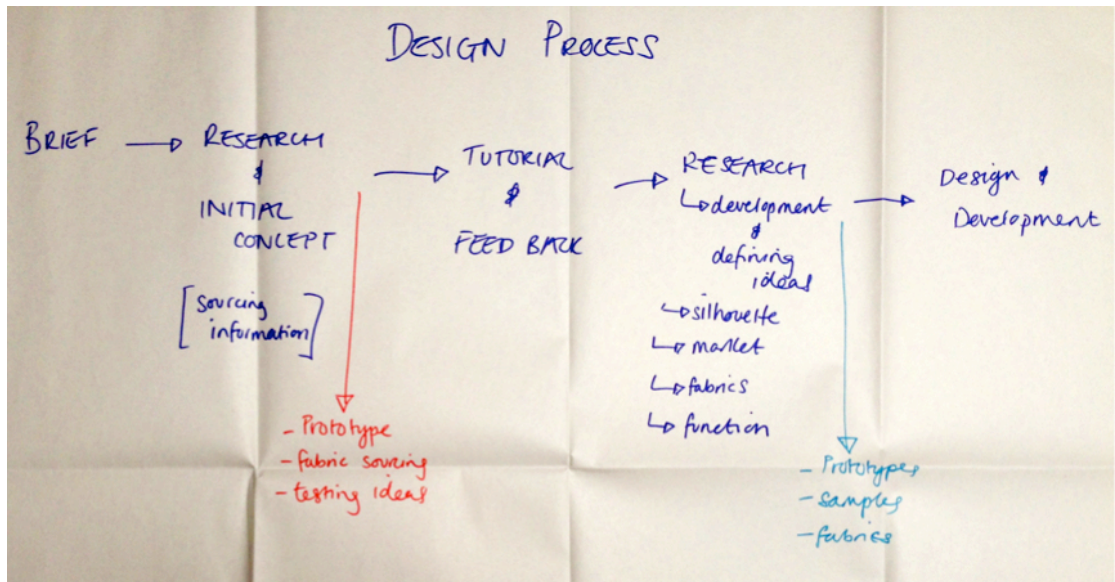 DESIGN PROCESS
BRIEF → RESEARCH
&
INITIAL
CONCEPT
[sourcing
information]
- Prototype
- fabric sourcing
- testing ideas
→ TUTORIAL
&
FEED BACK
→ RESEARCH
↳ development
&
defining
ideas
↳ silhouette
↳ market
↳ fabrics
↳ function
- Prototypes
- samples
- fabrics
→ Design &
Development